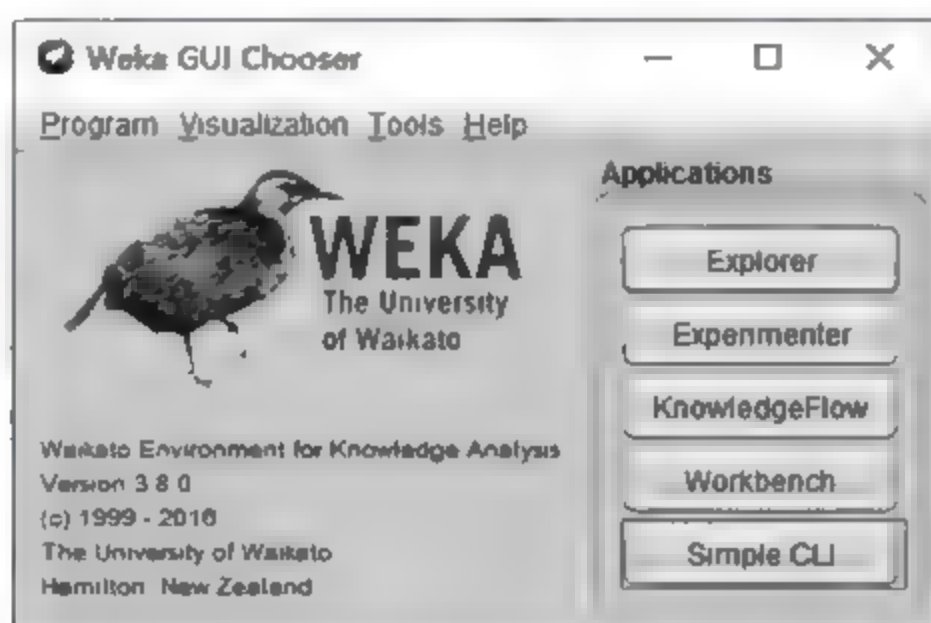 Weka GUI Chooser
Program Visualization Tools Help
Applications
WEKA
The University
of Waikato
Explorer
Experimenter
KnowledgeFlow
Workbench
Simple CLI
Waikato Environment for Knowledge Analysis
Version 3.8.0
(c) 1999 - 2016
The University of Waikato
Hamilton, New Zealand